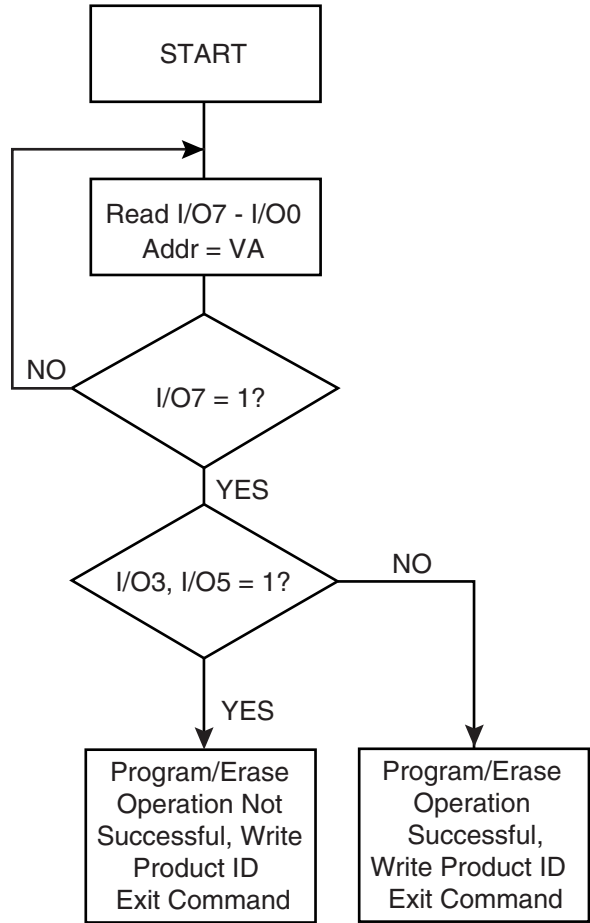 START
Read I/O7 - I/O0
Addr = VA
NO
I/O7 = 1?
YES
I/O3, I/O5 = 1?
NO
YES
Program/Erase
Operation Not
Successful, Write
Product ID
Exit Command
Program/Erase
Operation
Successful,
Write Product ID
Exit Command